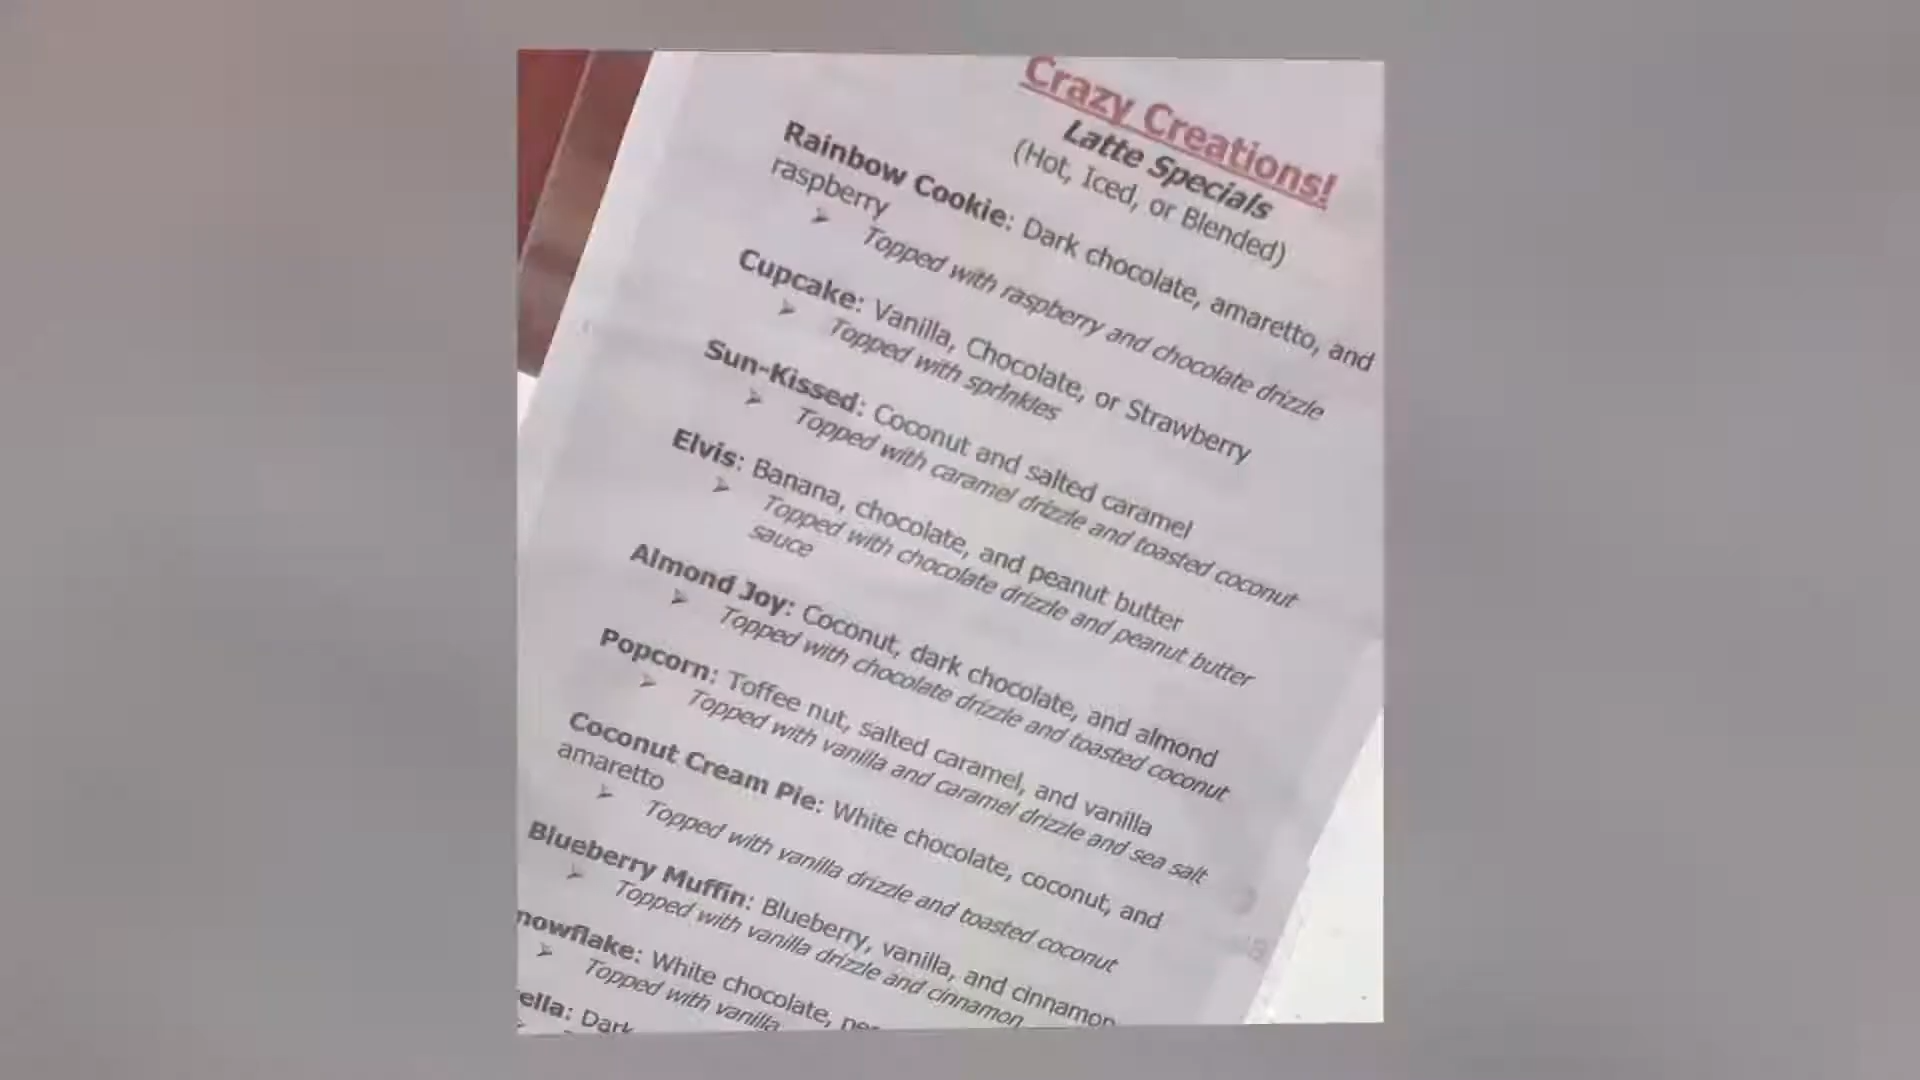 Crazy Creations!
Latte Specials
(Hot, Iced, or Blended)
Rainbow Cookie: Dark chocolate, amaretto, and
raspberry
➢ Topped with raspberry and chocolate drizzle
Cupcake: Vanilla, Chocolate, or Strawberry
➢ Topped with sprinkles
Sun-Kissed: Coconut and salted caramel
➢ Topped with caramel drizzle and toasted coconut
Elvis: Banana, chocolate, and peanut butter
➢ Topped with chocolate drizzle and peanut butter
sauce
Almond Joy: Coconut, dark chocolate, and almond
➢ Topped with chocolate drizzle and toasted coconut
Popcorn: Toffee nut, salted caramel, and vanilla
➢ Topped with vanilla and caramel drizzle and sea salt
Coconut Cream Pie: White chocolate, coconut, and
amaretto
➢ Topped with vanilla drizzle and toasted coconut
Blueberry Muffin: Blueberry, vanilla, and cinnamon
➢ Topped with vanilla drizzle and cinnamon
nowflake: White chocolate,
➢ Topped with vanilla
ella: Dark